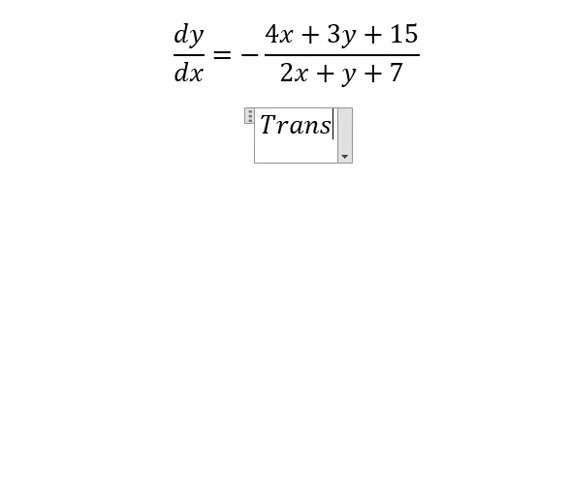 dy/dx = − (4x + 3y + 15)/(2x + y + 7)
Trans